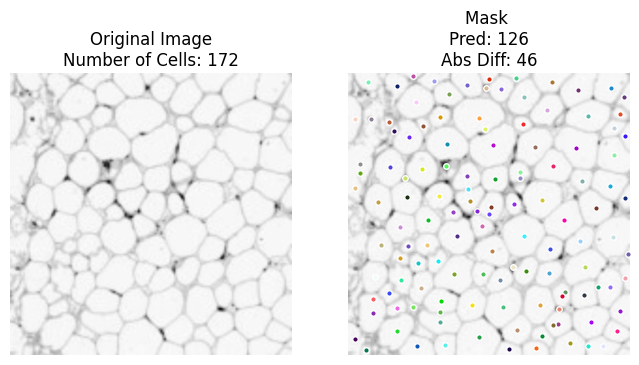 Original Image
Number of Cells: 172
Mask
Pred: 126
Abs Diff: 46